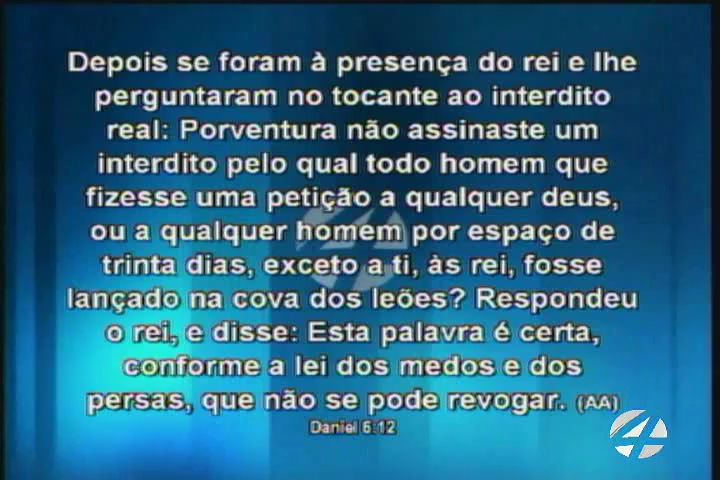 Depois se foram à presença do rei e lhe
perguntaram no tocante ao interdito
real: Porventura não assinaste um
interdito pelo qual todo homem que
fizesse uma petição a qualquer deus,
ou a qualquer homem por espaço de
trinta dias, exceto a ti, às rei, fosse
lançado na cova dos leões? Respondeu
o rei, e disse: Esta palavra é certa,
conforme a lei dos medos e dos
persas, que não se pode revogar. (AA)
Daniel 6:12
4